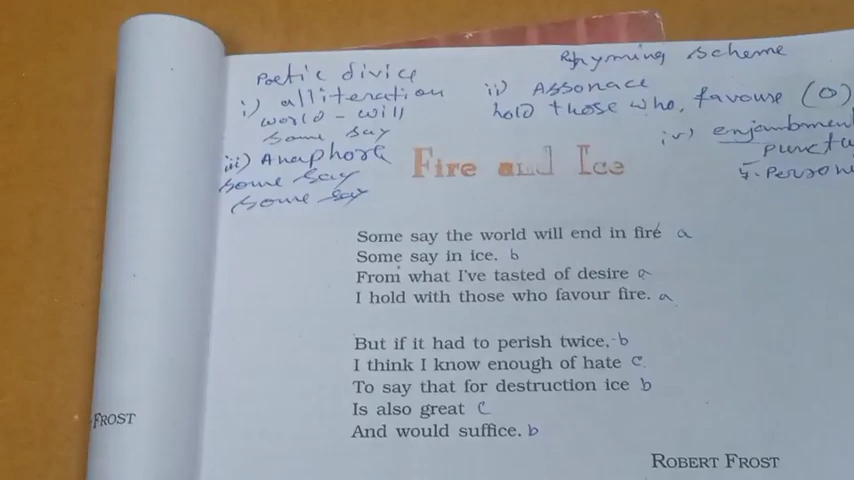 Poetic divice
i) alliteration
world - will
some say
iii) Anaphora
some say
some say
Rhyming scheme
ii) Assonace
hold those who, favouse (O)
iv) enjambmen
punctu
5. Person
Fire and Ice
Some say the world will end in fire a
Some say in ice. b
From what I've tasted of desire a
I hold with those who favour fire. a
But if it had to perish twice, b
I think I know enough of hate c
To say that for destruction ice b
Is also great c
And would suffice. b
ROBERT FROST
FROST